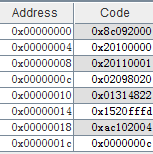 Address Code
0x00000000 0x8c092000
0x00000004 0x20100000
0x00000008 0x20110001
0x0000000c 0x02098020
0x00000010 0x01314822
0x00000014 0x1520fffd
0x00000018 0xac102004
0x0000001c 0x0000000c